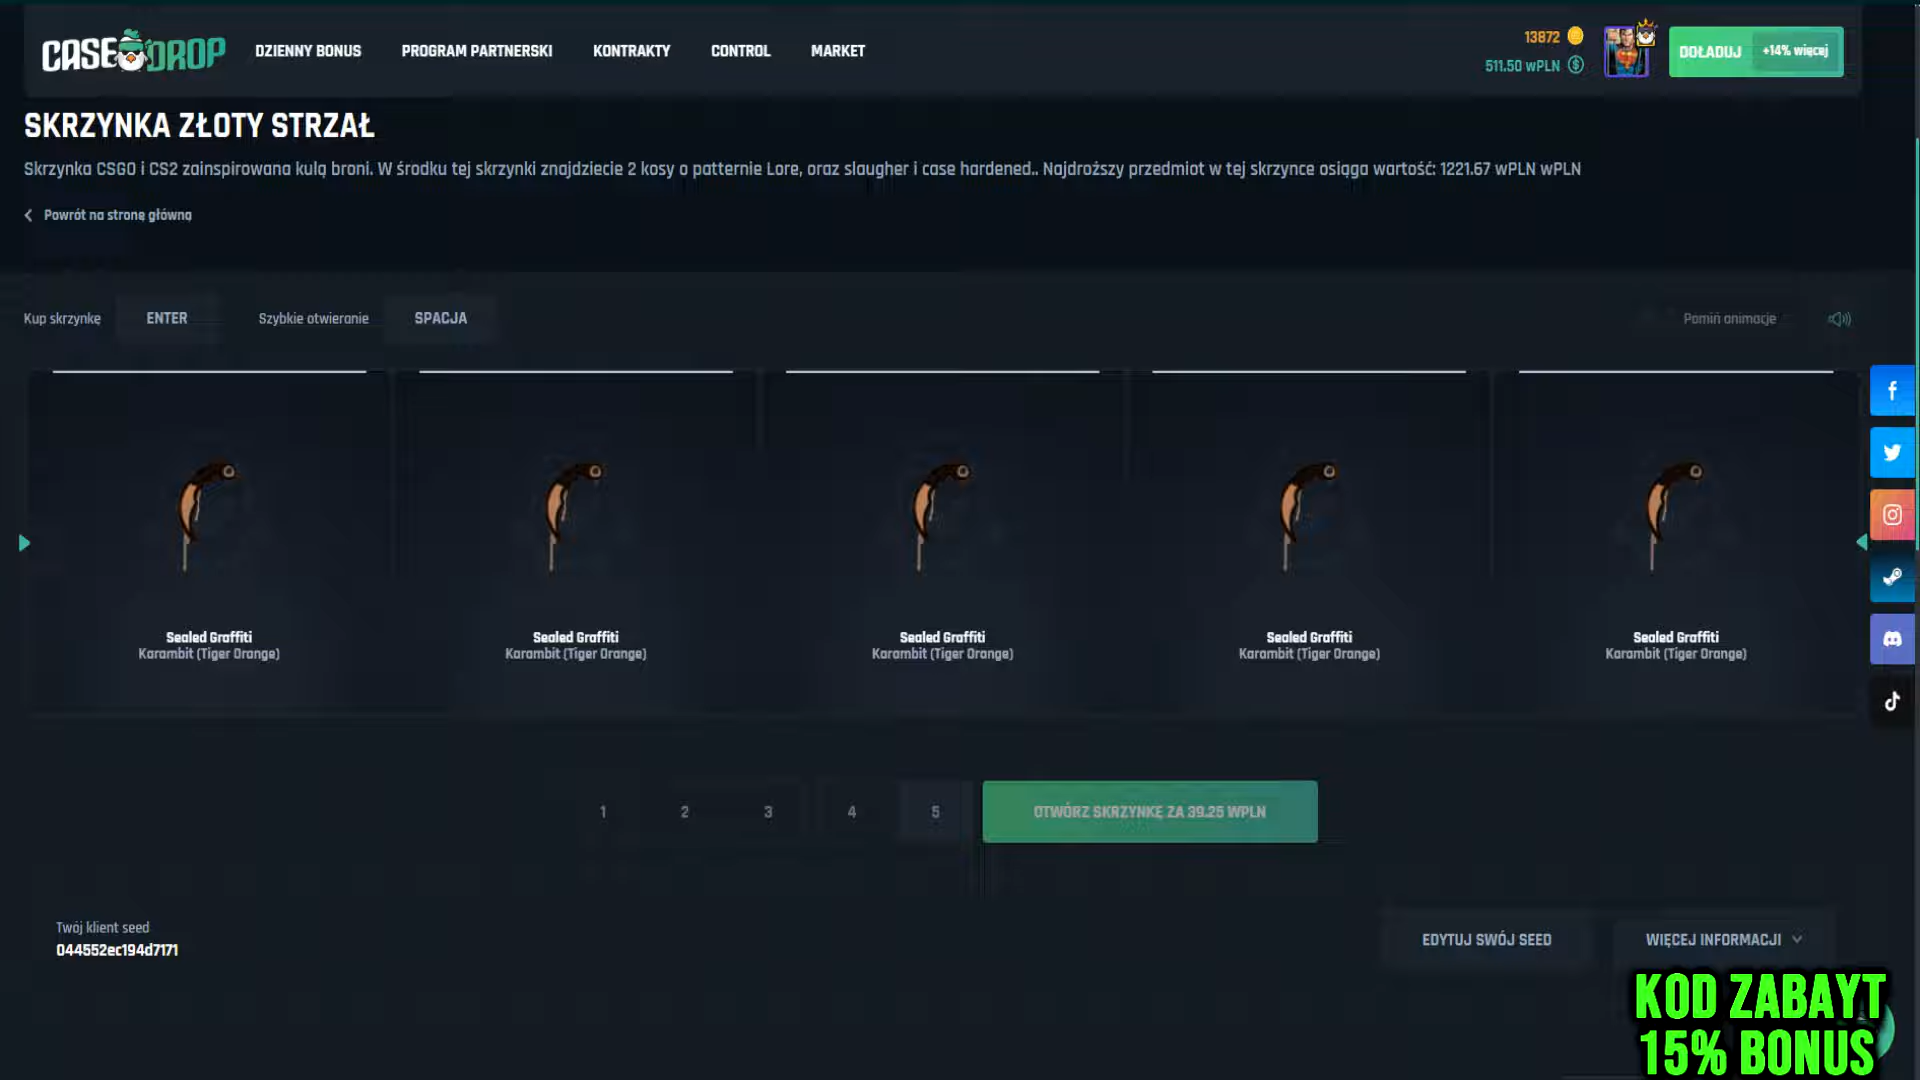 CASE DROP
DZIENNY BONUS
PROGRAM PARTNERSKI
KONTRAKTY
CONTROL
MARKET
13872
511.50 wPLN
DOŁADUJ
+14% więcej
SKRZYNKA ZŁOTY STRZAŁ
Skrzynka CSGO i CS2 zainspirowana kulą broni. W środku tej skrzynki znajdziecie 2 kosy o patternie Lore, oraz slaugher i case hardened.. Najdroższy przedmiot w tej skrzynce osiąga wartość: 1221.67 wPLN wPLN
Powrót na stronę główną
Kup skrzynkę
ENTER
Szybkie otwieranie
SPACJA
Pomiń animacje
Sealed Graffiti
Karambit (Tiger Orange)
Sealed Graffiti
Karambit (Tiger Orange)
Sealed Graffiti
Karambit (Tiger Orange)
Sealed Graffiti
Karambit (Tiger Orange)
Sealed Graffiti
Karambit (Tiger Orange)
1
2
3
4
5
OTWÓRZ SKRZYNKĘ ZA 39.25 WPLN
Twój klient seed
044552ec194d7171
EDYTUJ SWÓJ SEED
WIĘCEJ INFORMACJI
KOD ZABAYT
15% BONUS